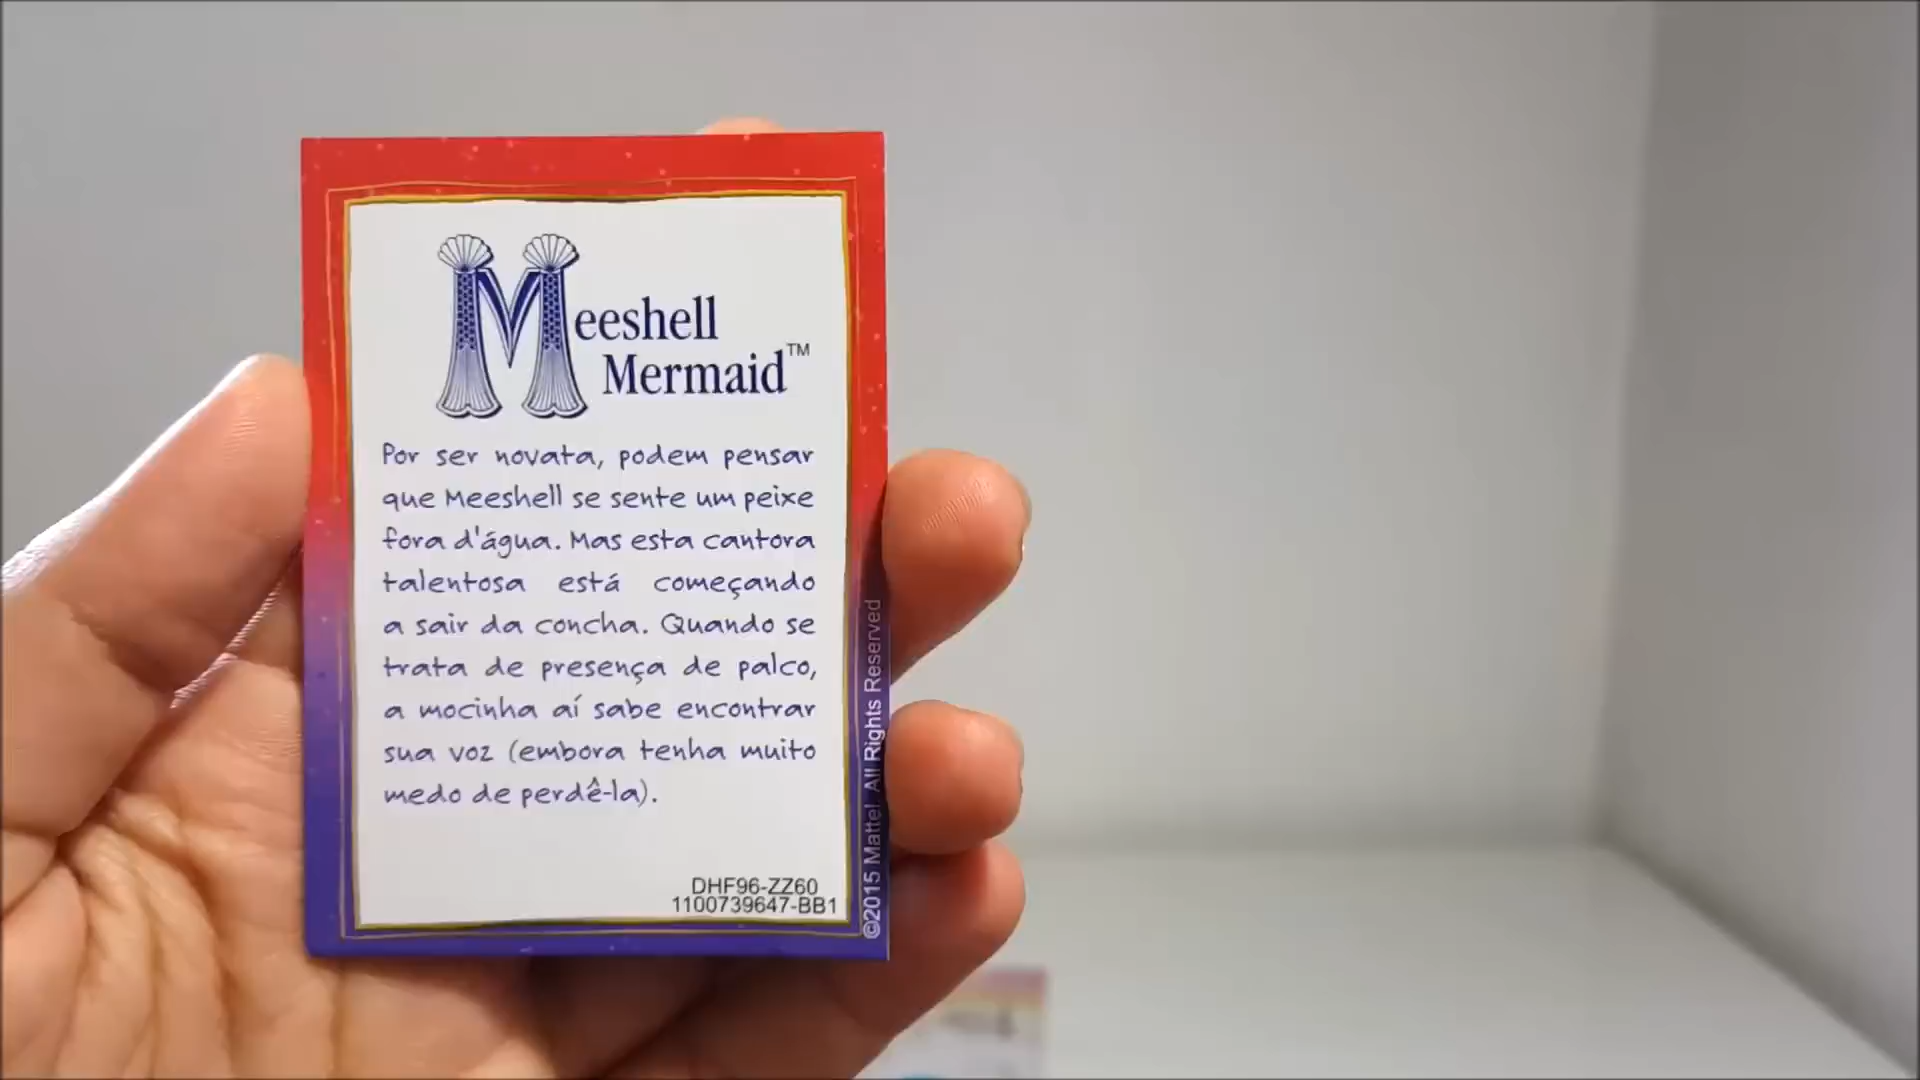 Meeshell
Mermaid™
Por ser novata, podem pensar
que Meeshell se sente um peixe
fora d'água. Mas esta cantora
talentosa está começando
a sair da concha. Quando se
trata de presença de palco,
a mocinha aí sabe encontrar
sua voz (embora tenha muito
medo de perdê-la).
DHF96-ZZ60
1100739647-BB1
©2015 Mattel. All Rights Reserved